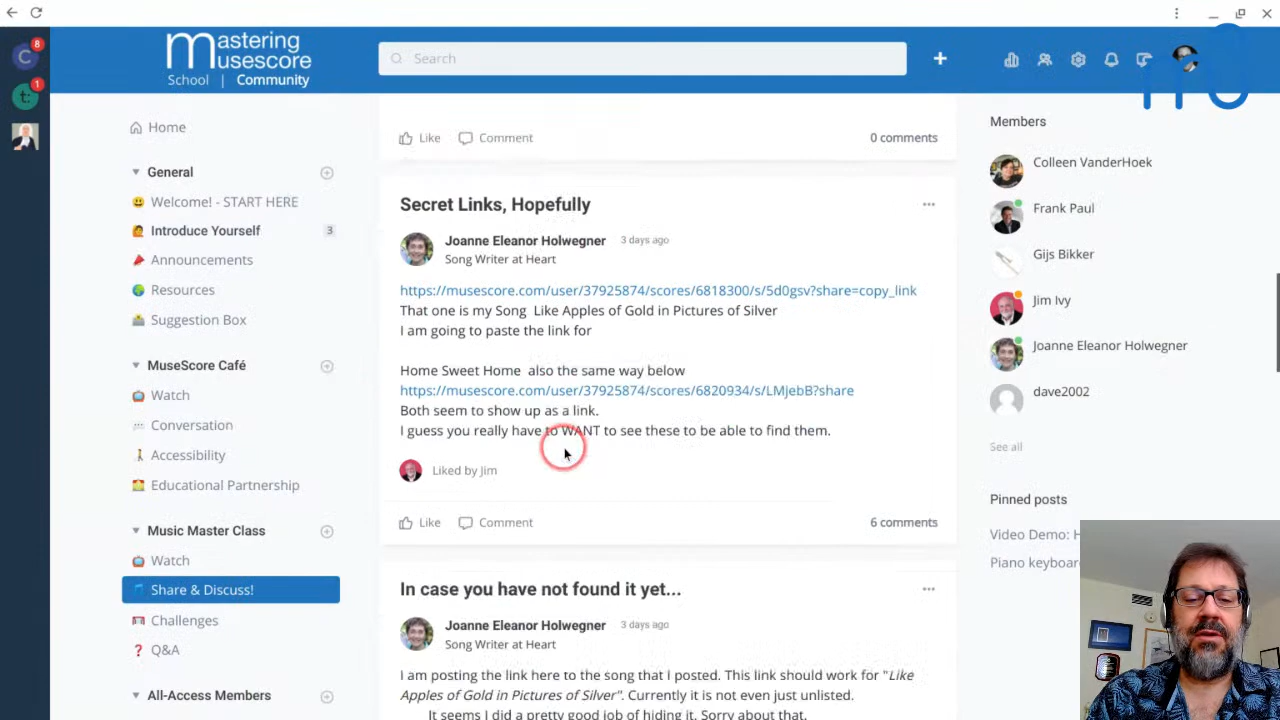 C
8
t:
1
mastering
musescore
School | Community
Search
Home
General
Welcome! - START HERE
Introduce Yourself
3
Announcements
Resources
Suggestion Box
MuseScore Café
Watch
Conversation
Accessibility
Educational Partnership
Music Master Class
Watch
Share & Discuss!
Challenges
Q&A
All-Access Members
Like
Comment
0 comments
Secret Links, Hopefully
Joanne Eleanor Holwegner
3 days ago
Song Writer at Heart
https://musescore.com/user/37925874/scores/6818300/s/5d0gsv?share=copy_link
That one is my Song Like Apples of Gold in Pictures of Silver
I am going to paste the link for
Home Sweet Home also the same way below
https://musescore.com/user/37925874/scores/6820934/s/LMjebB?share
Both seem to show up as a link.
I guess you really have to WANT to see these to be able to find them.
Liked by Jim
Like
Comment
6 comments
In case you have not found it yet...
Joanne Eleanor Holwegner
3 days ago
Song Writer at Heart
I am posting the link here to the song that I posted. This link should work for "Like
Apples of Gold in Pictures of Silver". Currently it is not even just unlisted.
It seems I did a pretty good job of hiding it. Sorry about that.
Members
Colleen VanderHoek
Frank Paul
Gijs Bikker
Jim Ivy
Joanne Eleanor Holwegner
dave2002
See all
Pinned posts
Video Demo: H
Piano keyboar